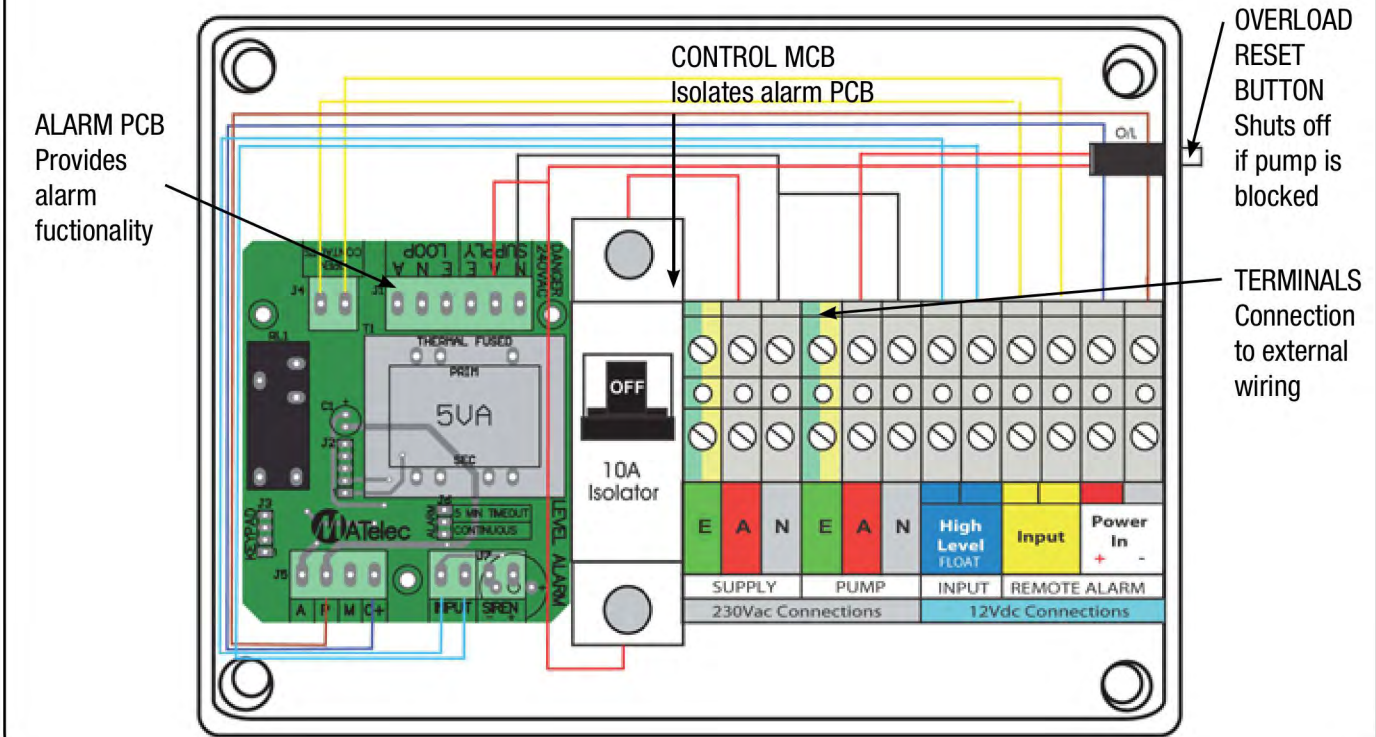 OVERLOAD
RESET
BUTTON
Shuts off
if pump is
blocked
CONTROL MCB
Isolates alarm PCB
ALARM PCB
Provides
alarm
fuctionality
O/L
TERMINALS
Connection
to external
wiring
J4
A N E E A N
LOOP SUPPLY
DANGER
240VAC
T1
THERMAL FUSED
PRIM
5VA
SEC
RL1
C1 +
J2
J3
KEYPAD
MATelec
J6
ALARM
5 MIN TIMEOUT
CONTINUOUS
LEVEL ALARM
J5
J7
A P M
INPUT
SIREN
- +
OFF
10A
Isolator
E A N E A N
High
Level
FLOAT
Input
Power
In
+ -
SUPPLY PUMP INPUT REMOTE ALARM
230Vac Connections 12Vdc Connections